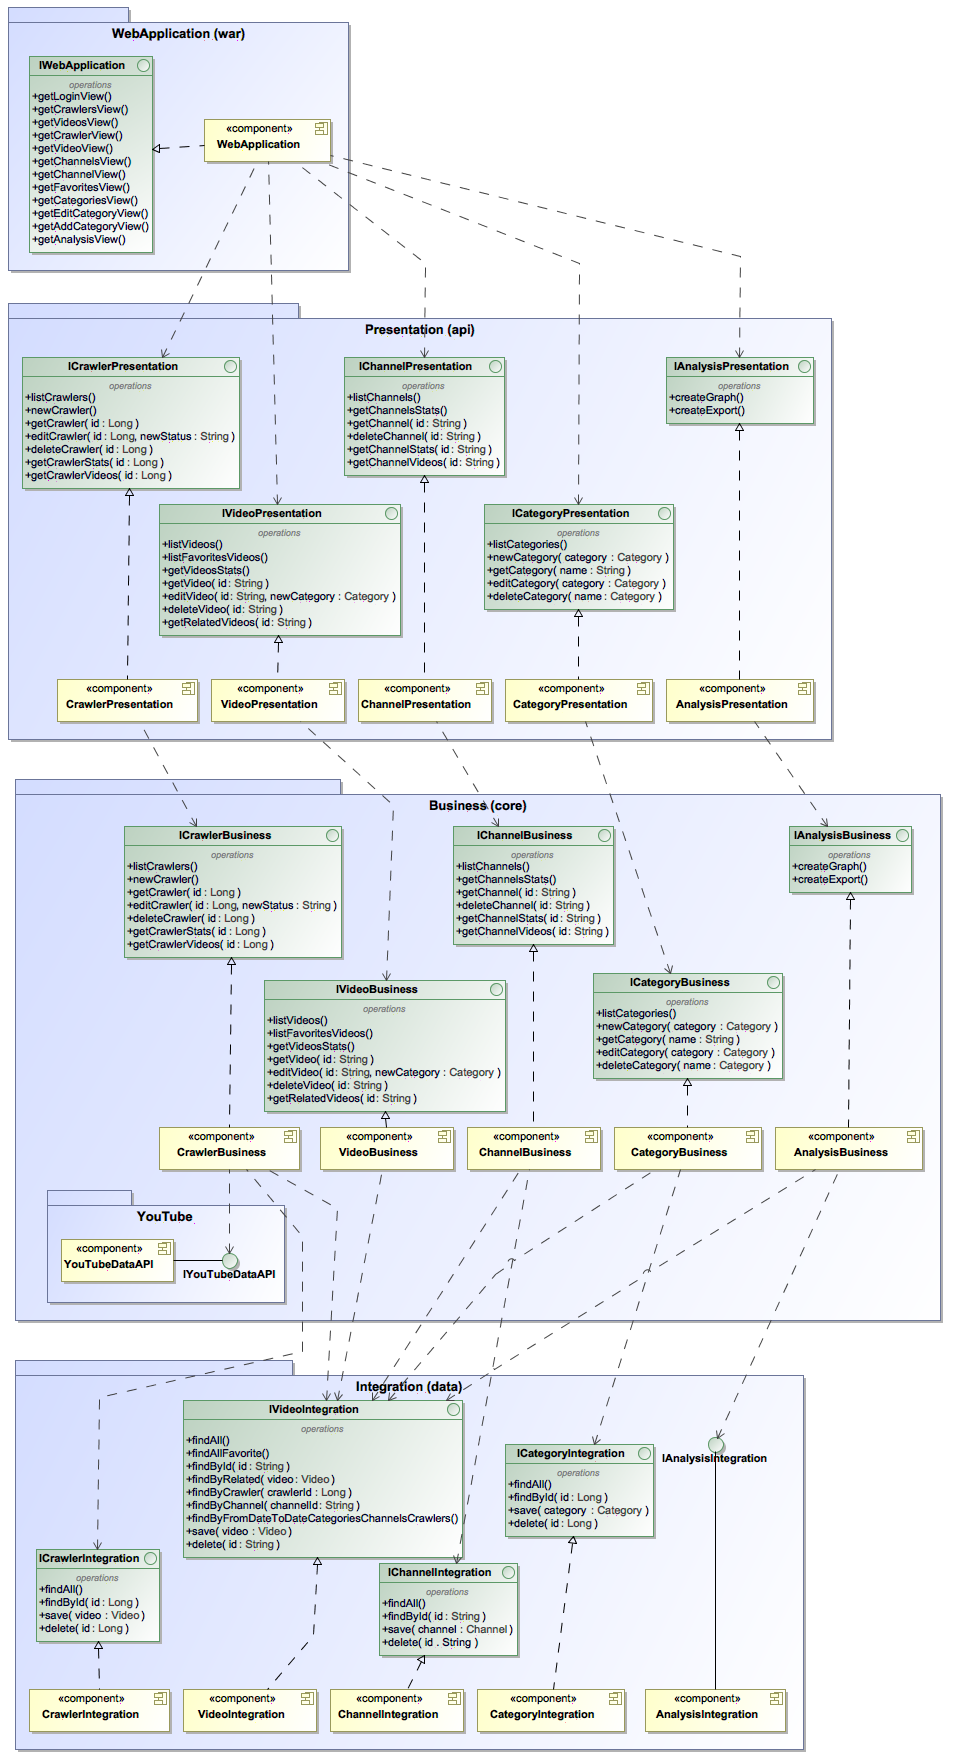 WebApplication (war)
IWebApplication
operations
+getLoginView()
+getCrawlersView()
+getVideosView()
+getCrawlerView()
+getVideoView()
+getChannelsView()
+getChannelView()
+getFavoritesView()
+getCategoriesView()
+getEditCategoryView()
+getAddCategoryView()
+getAnalysisView()
«component»
WebApplication
Presentation (api)
ICrawlerPresentation
operations
+listCrawlers()
+newCrawler()
+getCrawler( id : Long )
+editCrawler( id : Long, newStatus : String )
+deleteCrawler( id : Long )
+getCrawlerStats( id : Long )
+getCrawlerVideos( id : Long )
IChannelPresentation
operations
+listChannels()
+getChannelsStats()
+getChannel( id : String )
+deleteChannel( id : String )
+getChannelStats( id : String )
+getChannelVideos( id : String )
IAnalysisPresentation
operations
+createGraph()
+createExport()
IVideoPresentation
operations
+listVideos()
+listFavoritesVideos()
+getVideosStats()
+getVideo( id : String )
+editVideo( id : String, newCategory : Category )
+deleteVideo( id : String )
+getRelatedVideos( id : String )
ICategoryPresentation
operations
+listCategories()
+newCategory( category : Category )
+getCategory( name : String )
+editCategory( category : Category )
+deleteCategory( name : Category )
«component»
CrawlerPresentation
«component»
VideoPresentation
«component»
ChannelPresentation
«component»
CategoryPresentation
«component»
AnalysisPresentation
Business (core)
ICrawlerBusiness
operations
+listCrawlers()
+newCrawler()
+getCrawler( id : Long )
+editCrawler( id : Long, newStatus : String )
+deleteCrawler( id : Long )
+getCrawlerStats( id : Long )
+getCrawlerVideos( id : Long )
IChannelBusiness
operations
+listChannels()
+getChannelsStats()
+getChannel( id : String )
+deleteChannel( id : String )
+getChannelStats( id : String )
+getChannelVideos( id : String )
IAnalysisBusiness
operations
+createGraph()
+createExport()
IVideoBusiness
operations
+listVideos()
+listFavoritesVideos()
+getVideosStats()
+getVideo( id : String )
+editVideo( id : String, newCategory : Category )
+deleteVideo( id : String )
+getRelatedVideos( id : String )
ICategoryBusiness
operations
+listCategories()
+newCategory( category : Category )
+getCategory( name : String )
+editCategory( category : Category )
+deleteCategory( name : Category )
«component»
CrawlerBusiness
«component»
VideoBusiness
«component»
ChannelBusiness
«component»
CategoryBusiness
«component»
AnalysisBusiness
YouTube
«component»
YouTubeDataAPI
IYouTubeDataAPI
Integration (data)
IVideoIntegration
operations
+findAll()
+findAllFavorite()
+findById( id : String )
+findByRelated( video : Video )
+findByCrawler( crawlerId : Long )
+findByChannel( channelId : String )
+findByFromDateToDateCategoriesChannelsCrawlers()
+save( video : Video )
+delete( id : String )
ICategoryIntegration
operations
+findAll()
+findById( id : Long )
+save( category : Category )
+delete( id : Long )
IAnalysisIntegration
ICrawlerIntegration
operations
+findAll()
+findById( id : Long )
+save( video : Video )
+delete( id : Long )
IChannelIntegration
operations
+findAll()
+findById( id : String )
+save( channel : Channel )
+delete( id : String )
«component»
CrawlerIntegration
«component»
VideoIntegration
«component»
ChannelIntegration
«component»
CategoryIntegration
«component»
AnalysisIntegration